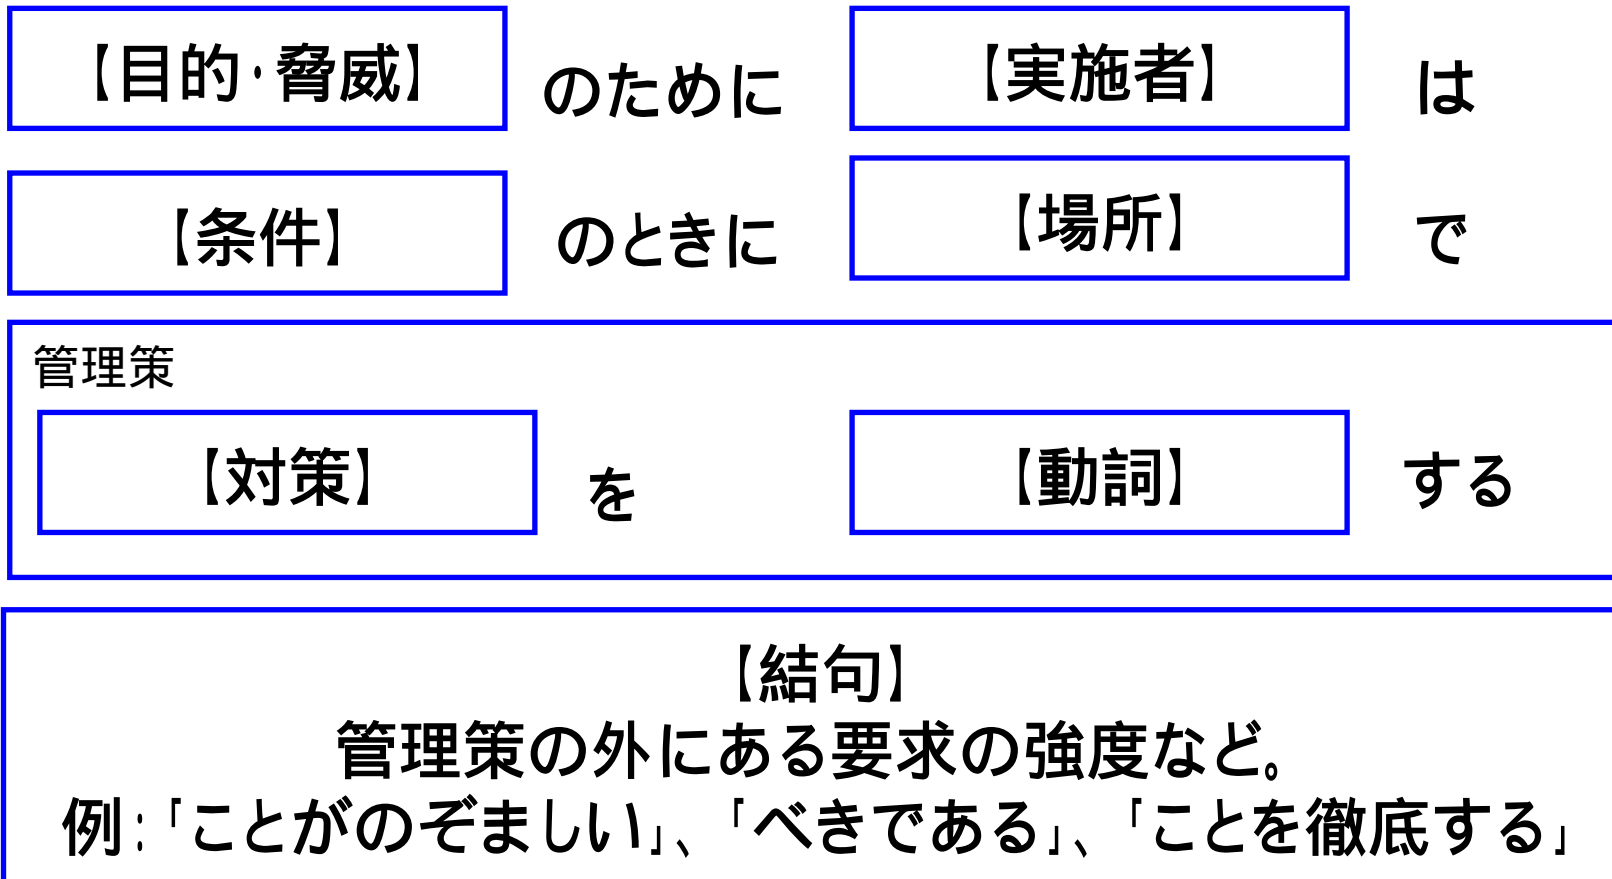 【目的・脅威】 のために 【実施者】 は
【条件】 のときに 【場所】 で
管理策
【対策】 を 【動詞】 する
【結句】
管理策の外にある要求の強度など。
例:「ことがのぞましい」、「べきである」、「ことを徹底する」